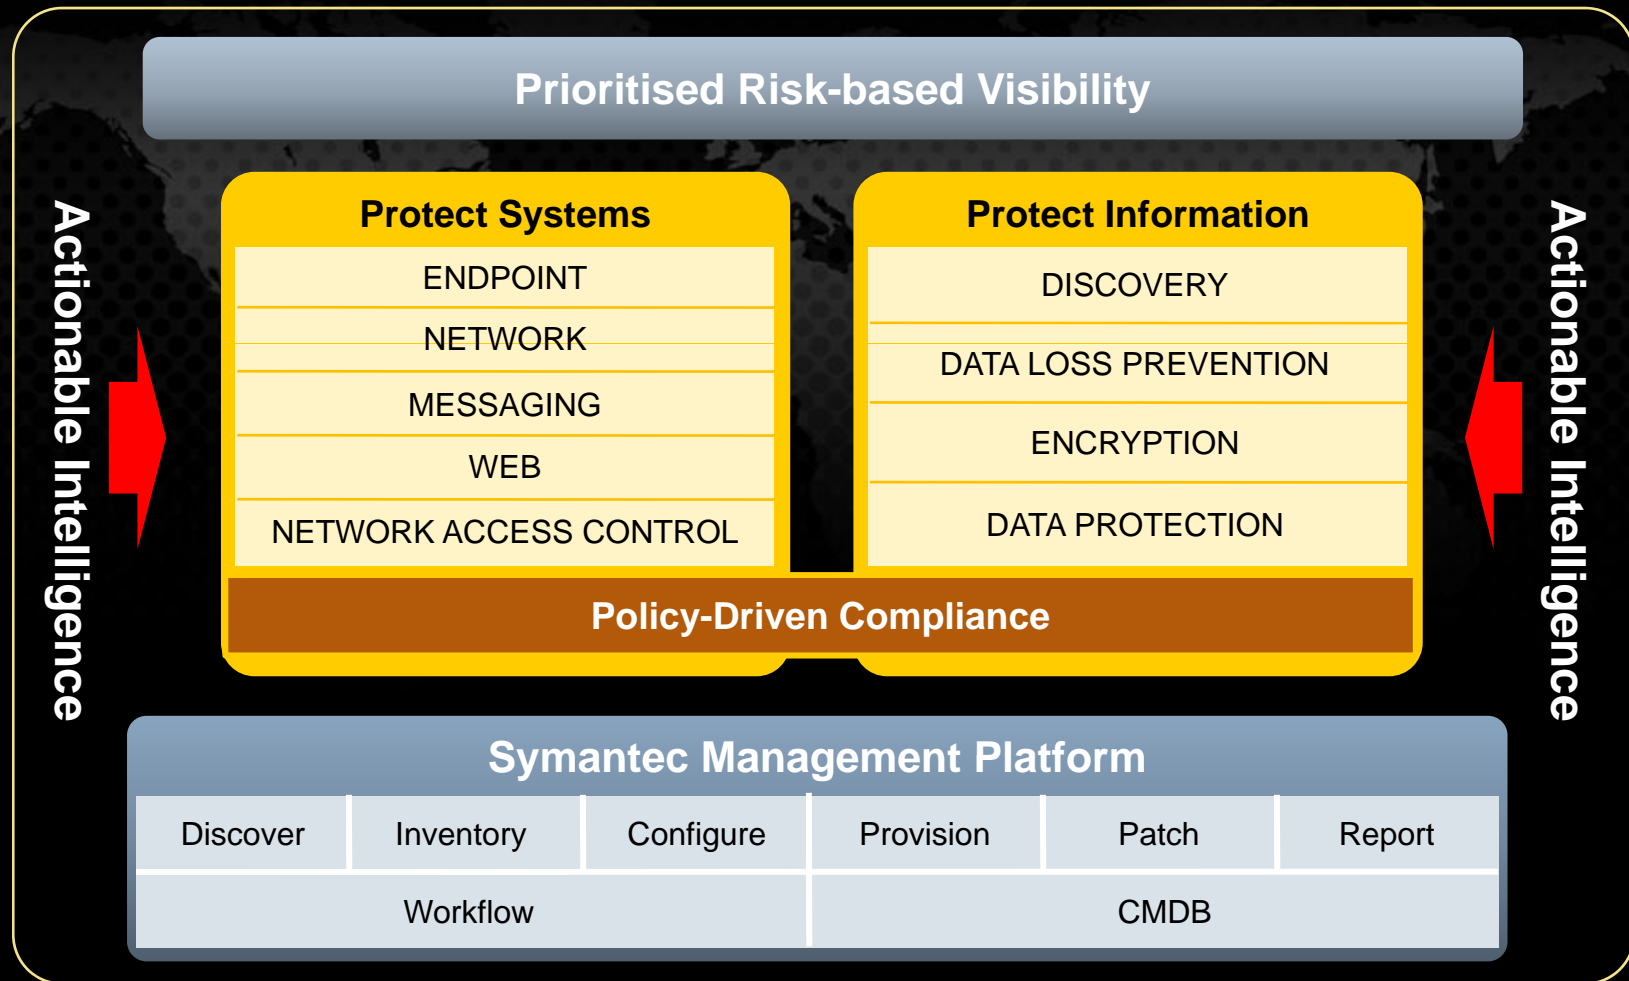 Prioritised Risk-based Visibility
Actionable Intelligence
Protect Systems
ENDPOINT
NETWORK
MESSAGING
WEB
NETWORK ACCESS CONTROL
Protect Information
DISCOVERY
DATA LOSS PREVENTION
ENCRYPTION
DATA PROTECTION
Actionable Intelligence
Policy-Driven Compliance
Symantec Management Platform
Discover
Inventory
Configure
Provision
Patch
Report
Workflow
CMDB